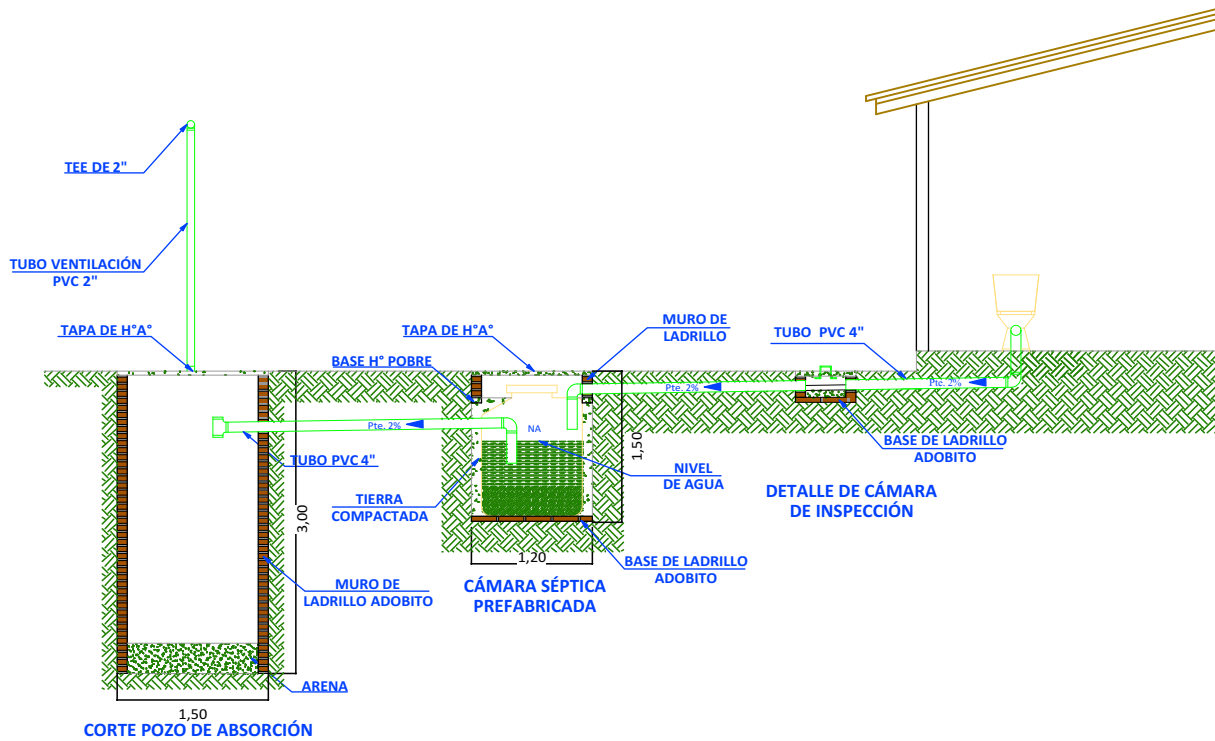 TEE DE 2"
TUBO VENTILACIÓN
PVC 2"
TAPA DE H°A°
TAPA DE H°A°
BASE H° POBRE
MURO DE
LADRILLO
TUBO PVC 4"
Pte. 2%
Pte. 2%
Pte. 2%
NA
TUBO PVC 4"
TIERRA
COMPACTADA
NIVEL
DE AGUA
1,50
BASE DE LADRILLO
ADOBITO
DETALLE DE CÁMARA
DE INSPECCIÓN
3,00
1,20
BASE DE LADRILLO
ADOBITO
MURO DE
LADRILLO ADOBITO
CÁMARA SÉPTICA
PREFABRICADA
ARENA
1,50
CORTE POZO DE ABSORCIÓN